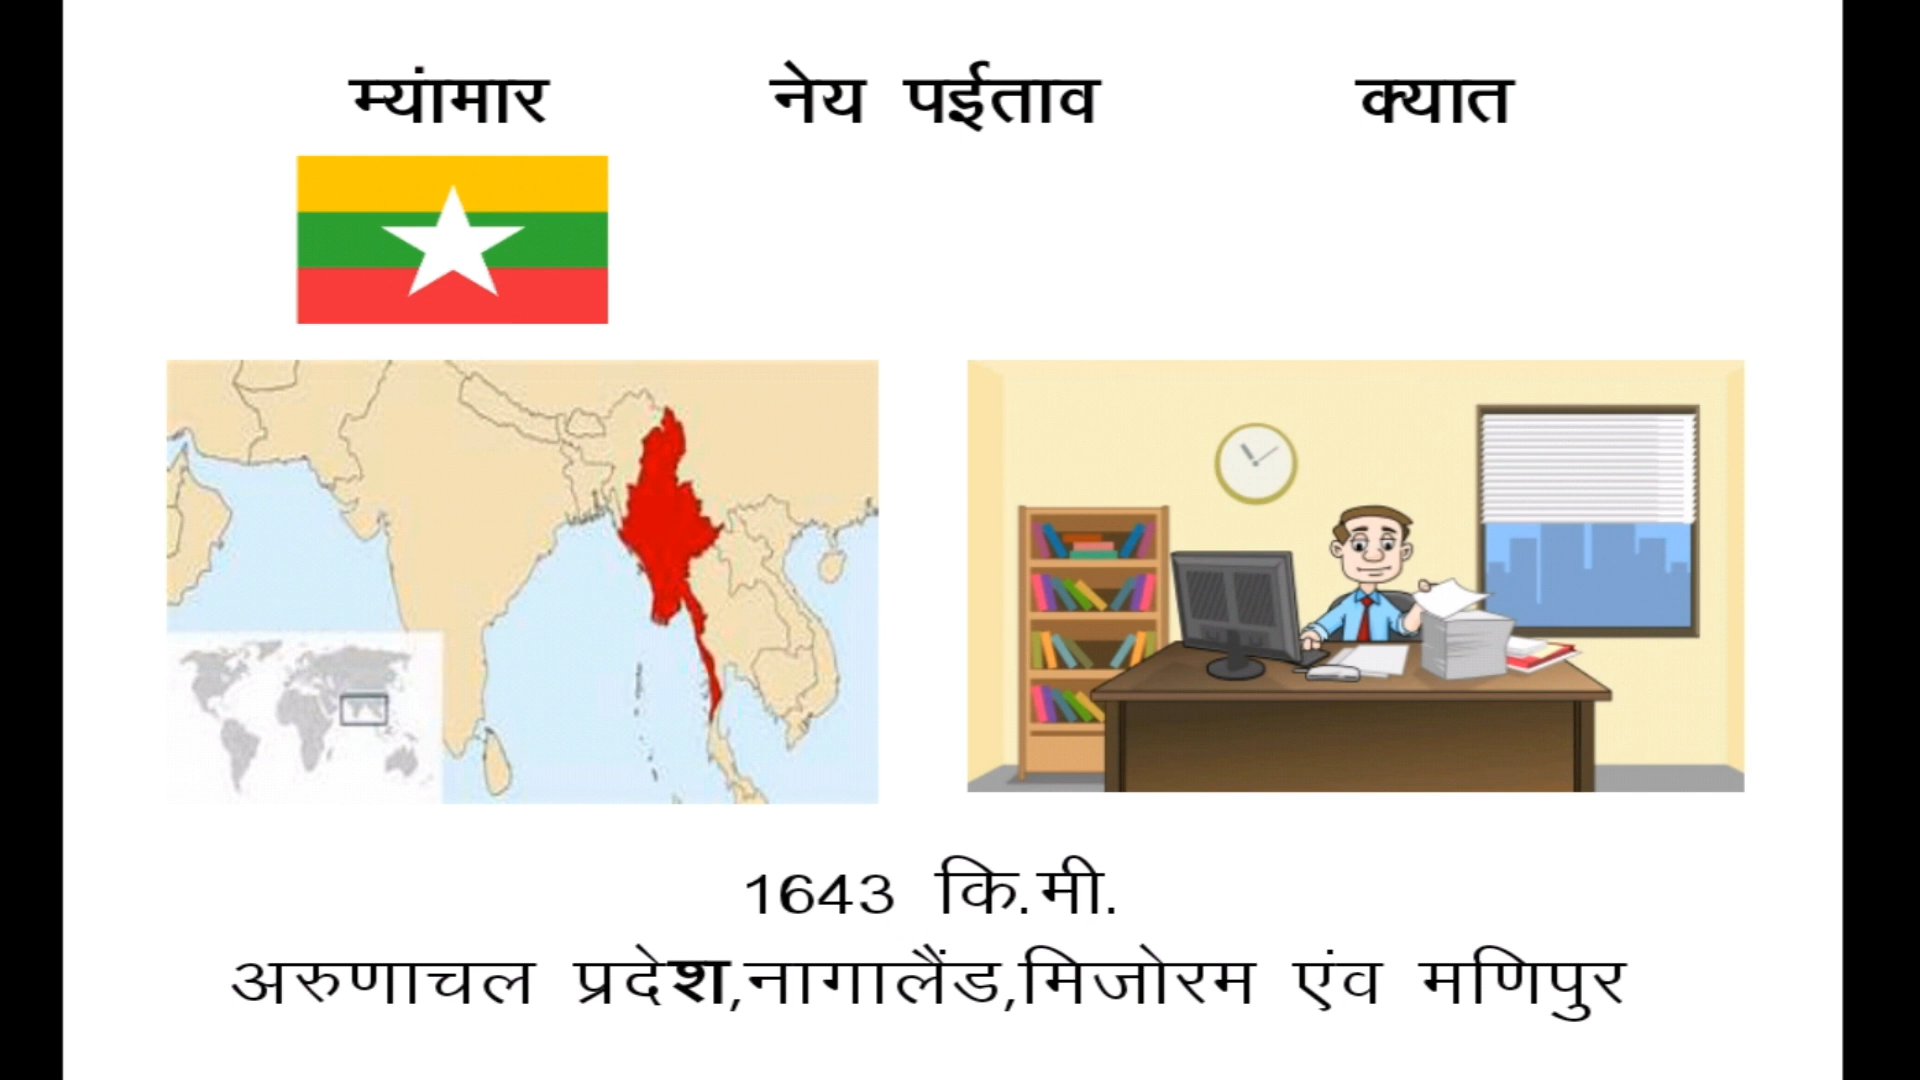 म्यांमार नेय पईताव क्यात
1643 कि.मी.
अरुणाचल प्रदेश,नागालैंड,मिजोरम एंव मणिपुर